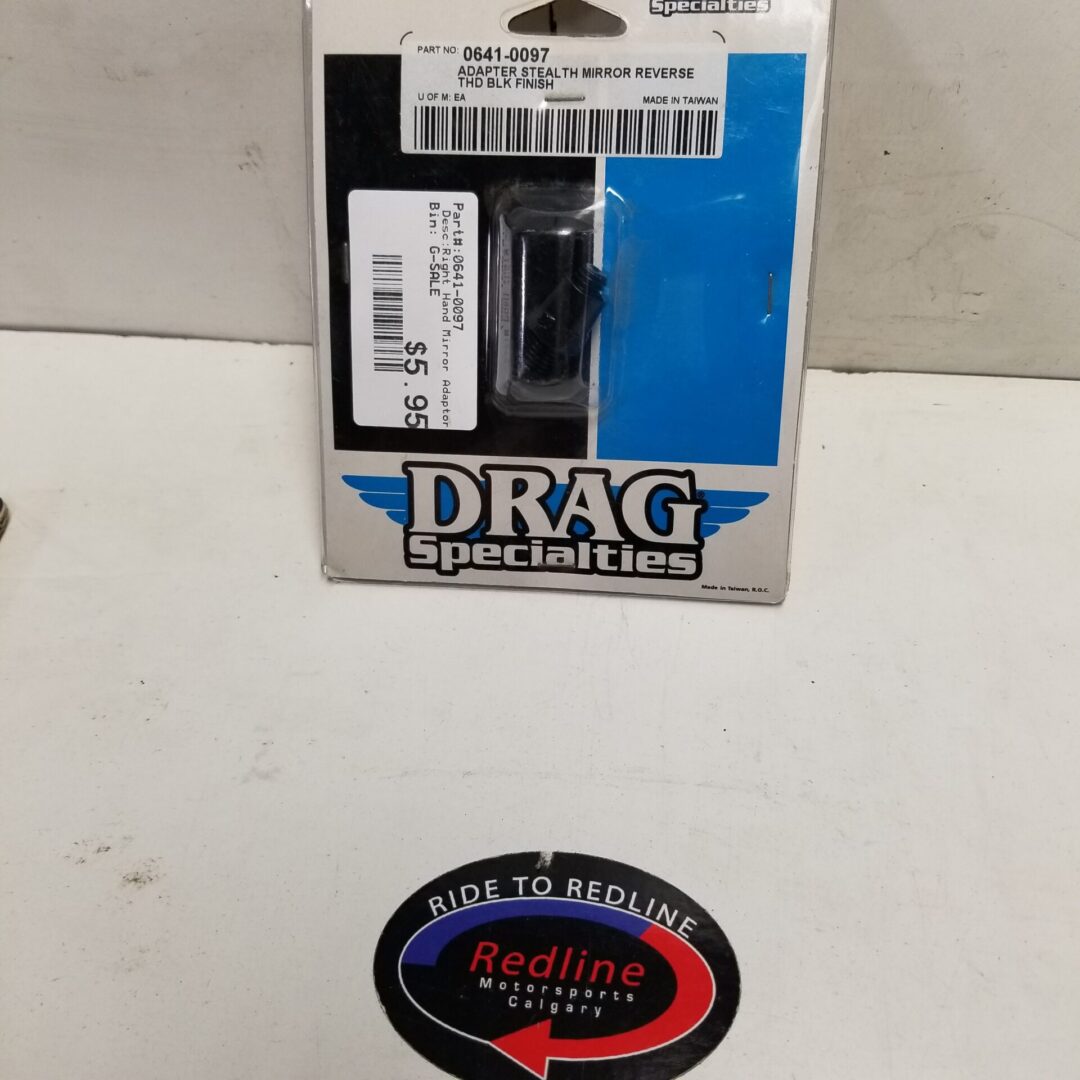 Specialties
PART NO: 0641-0097
ADAPTER STEALTH MIRROR REVERSE
THD BLK FINISH
U OF M: EA MADE IN TAIWAN
Part#:0641-0097
Desc:Right Hand Mirror Adaptor
Bin: G-SALE
$5.95
DRAG®
Specialties
Made in Taiwan, R.O.C.
RIDE TO REDLINE
Redline
Motorsports
Calgary